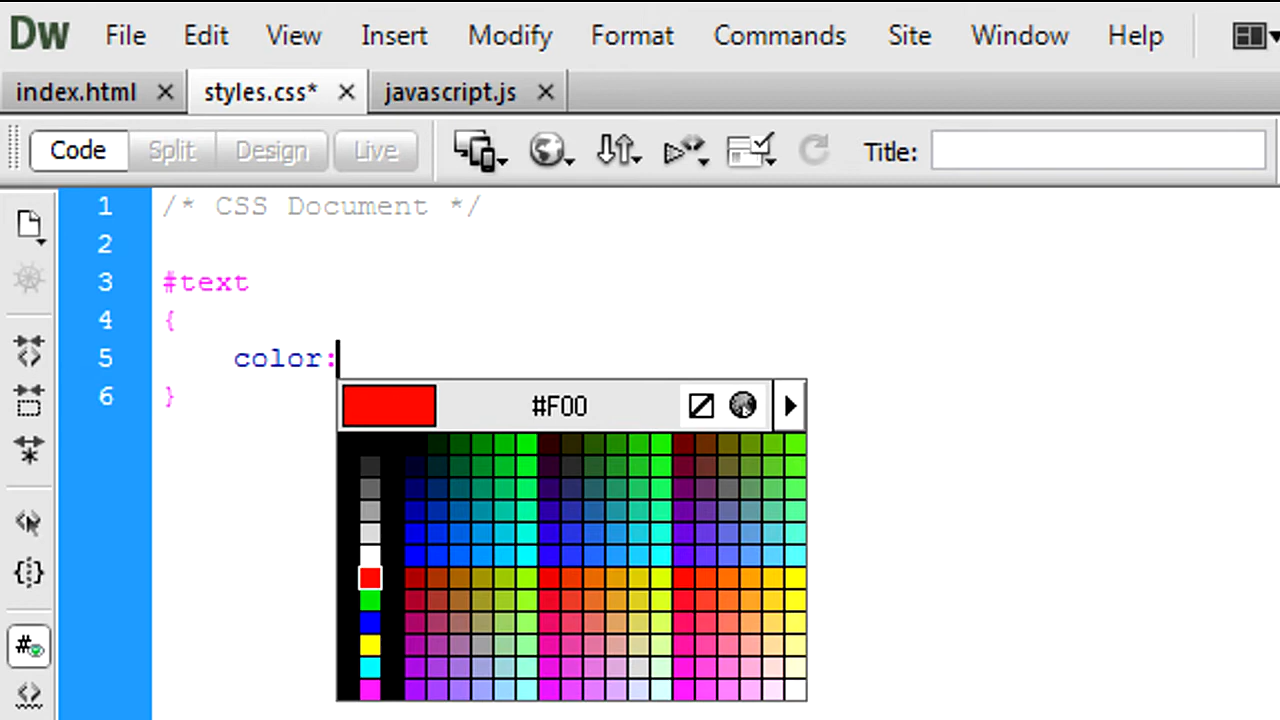 Dw File Edit View Insert Modify Format Commands Site Window Help
index.html styles.css* javascript.js
Code Split Design Live Title:
1 /* CSS Document */
2
3 #text
4 {
5 color:
6 }
#F00